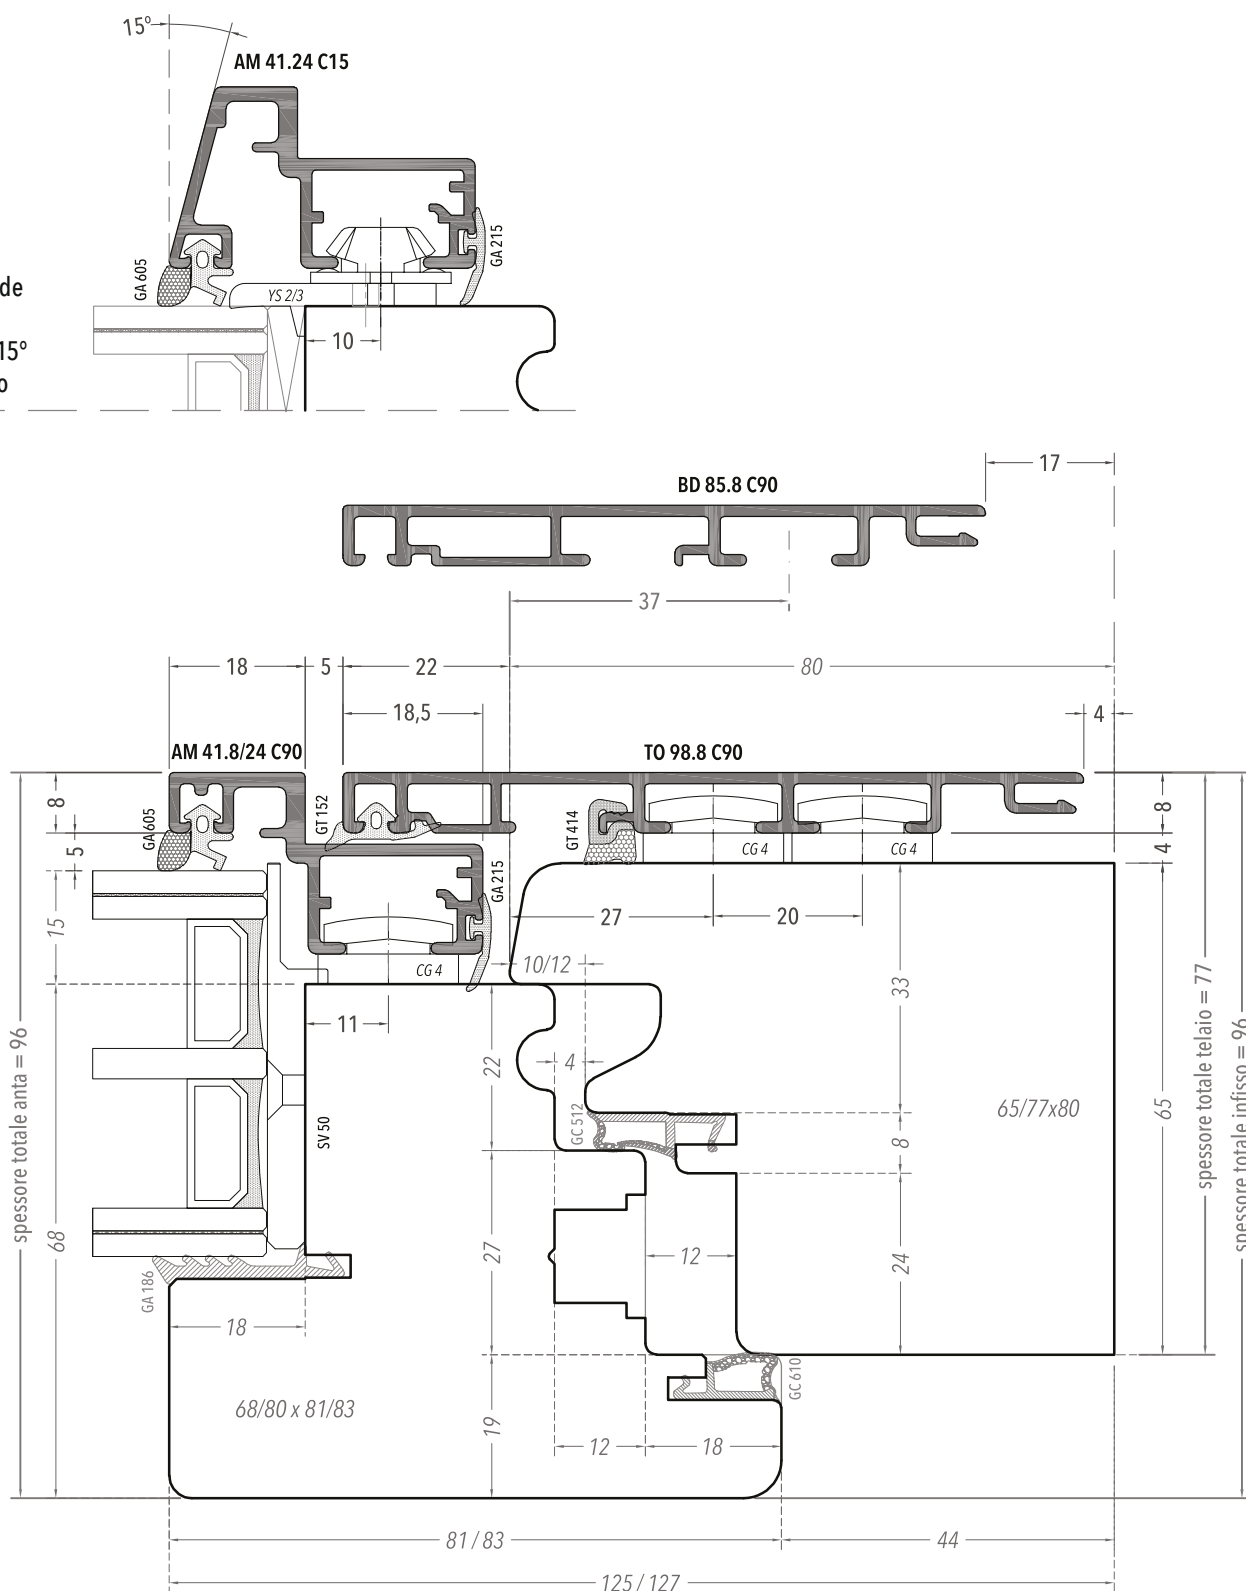 15º
AM 41.24 C15
GA 215
GA 605
de
YS 2/3
10
15º
o
17
BD 85.8 C90
37
18
5
22
80
18,5
4
AM 41.8/24 C90
TO 98.8 C90
8
GA 605
GT 152
GT 414
8
5
CG 4
CG 4
4
GA 215
15
27
20
10/12
CG 4
33
11
22
4
spessore totale anta = 96
spessore totale telaio = 77
spessore totale infisso = 96
SV 50
GC 512
65/77x80
65
8
68
27
12
24
GA 186
18
GC 610
68/80 x 81/83
19
12
18
81 / 83
44
125 / 127